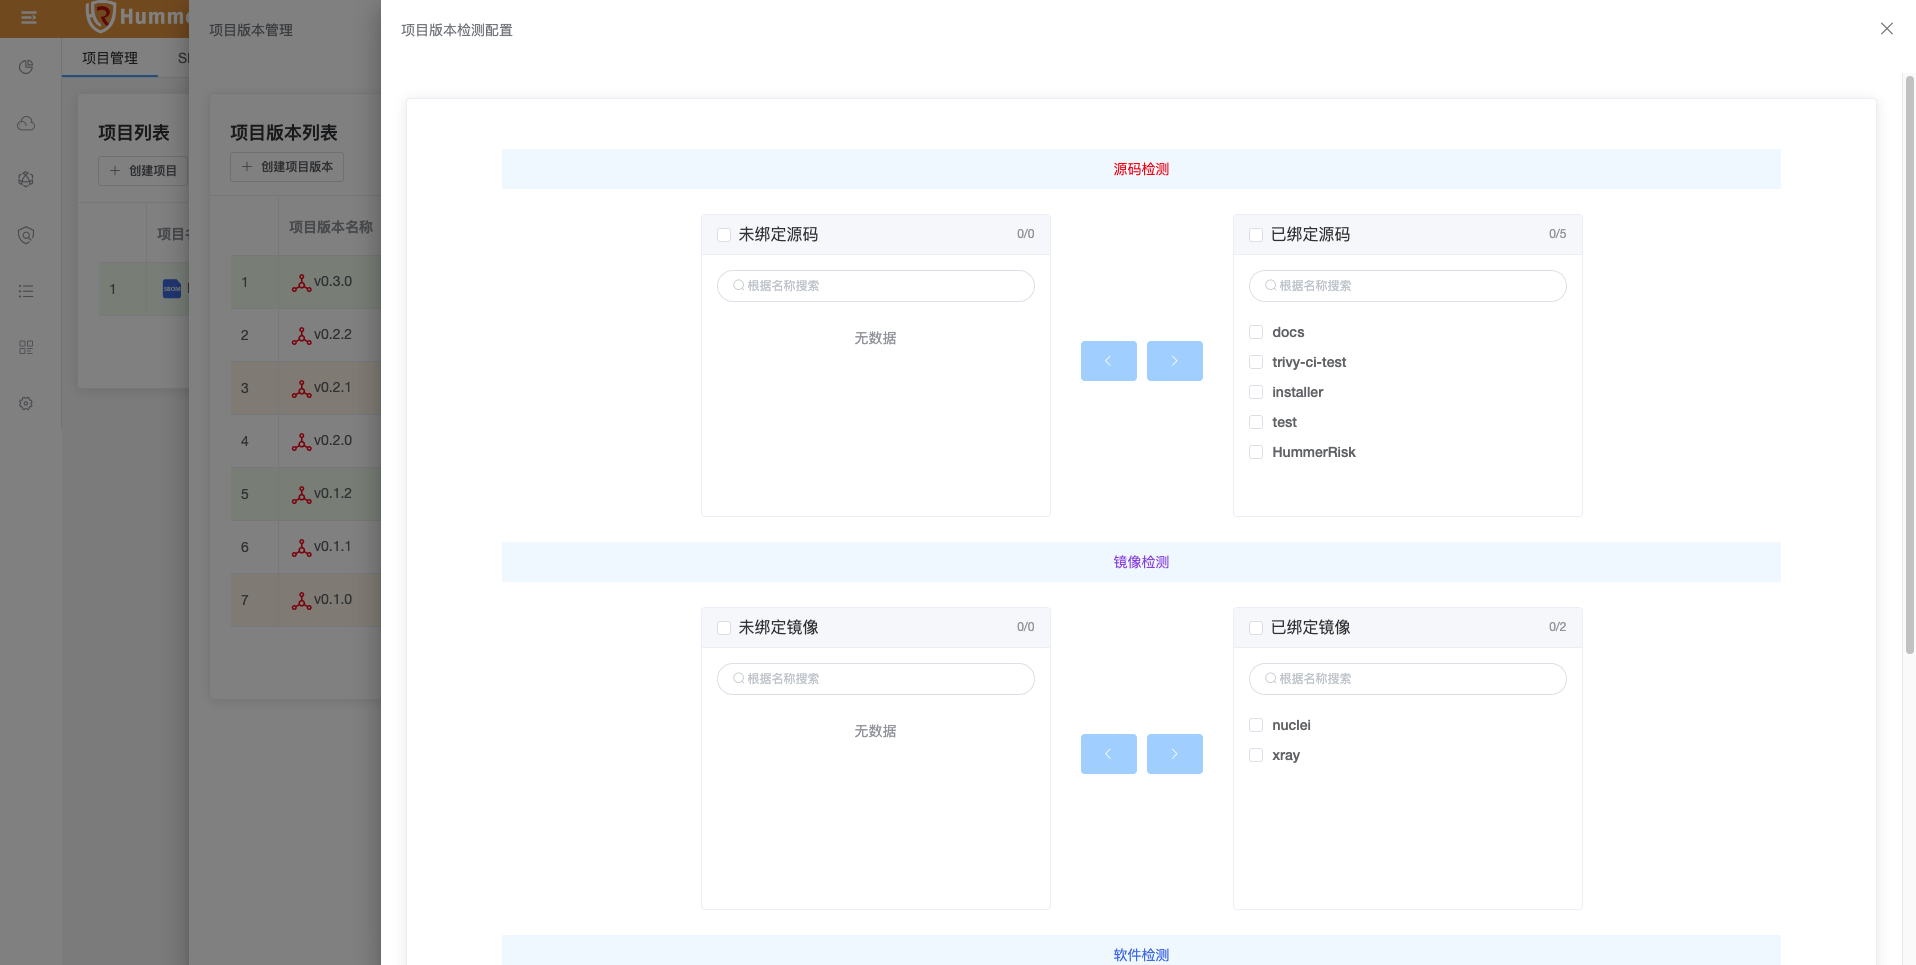 项目版本管理
项目版本检测配置
项目管理
项目列表
创建项目
1
SBOM
项目版本列表
创建项目版本
项目版本名称
1 v0.3.0
2 v0.2.2
3 v0.2.1
4 v0.2.0
5 v0.1.2
6 v0.1.1
7 v0.1.0
源码检测
未绑定源码 0/0
根据名称搜索
无数据
已绑定源码 0/5
根据名称搜索
docs
trivy-ci-test
installer
test
HummerRisk
镜像检测
未绑定镜像 0/0
根据名称搜索
无数据
已绑定镜像 0/2
根据名称搜索
nuclei
xray
软件检测